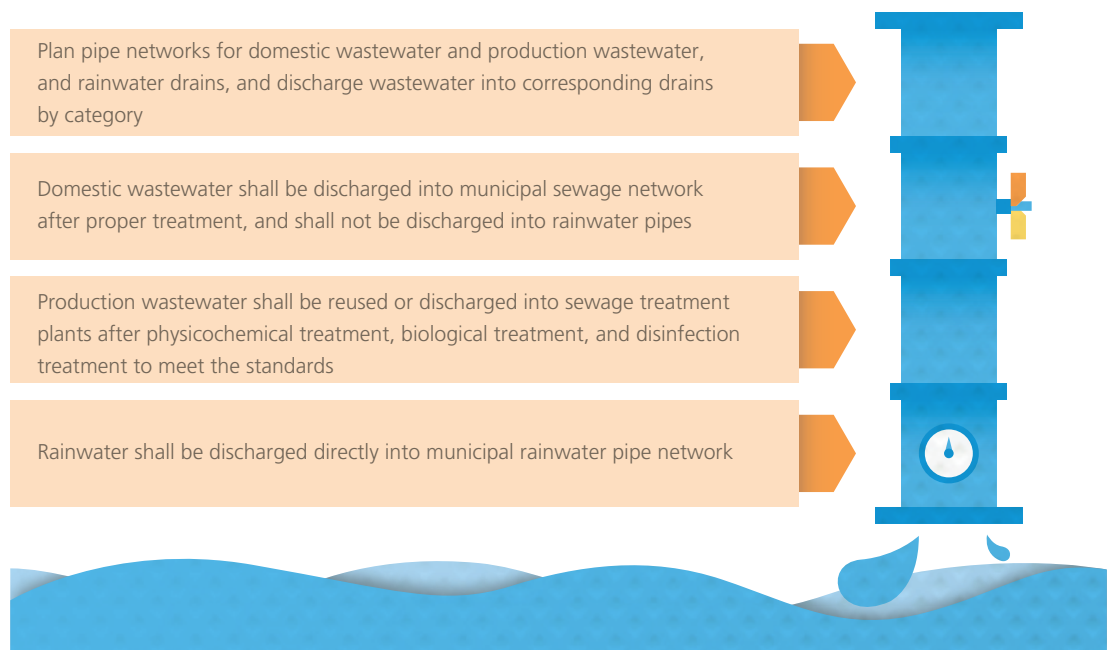 Plan pipe networks for domestic wastewater and production wastewater,
and rainwater drains, and discharge wastewater into corresponding drains
by category
Domestic wastewater shall be discharged into municipal sewage network
after proper treatment, and shall not be discharged into rainwater pipes
Production wastewater shall be reused or discharged into sewage treatment
plants after physicochemical treatment, biological treatment, and disinfection
treatment to meet the standards
Rainwater shall be discharged directly into municipal rainwater pipe network